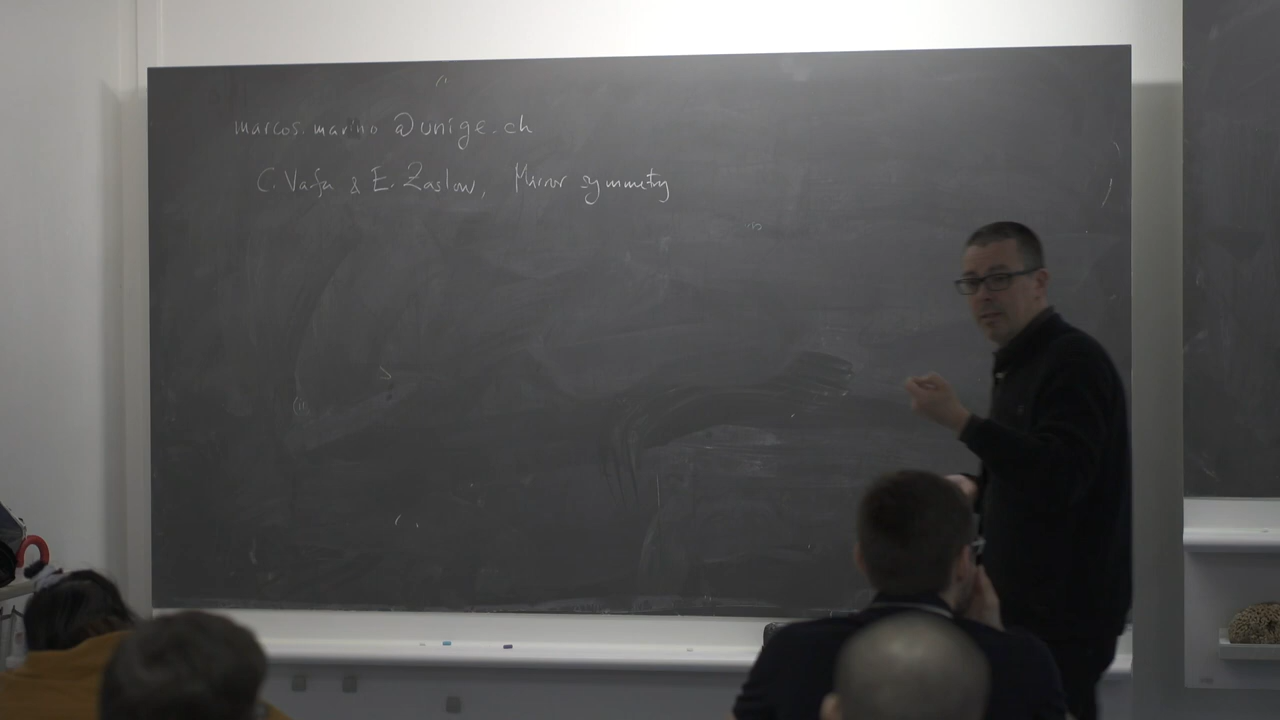 marcos.marino @unige.ch
C. Vafa & E. Zaslow, Mirror symmetry